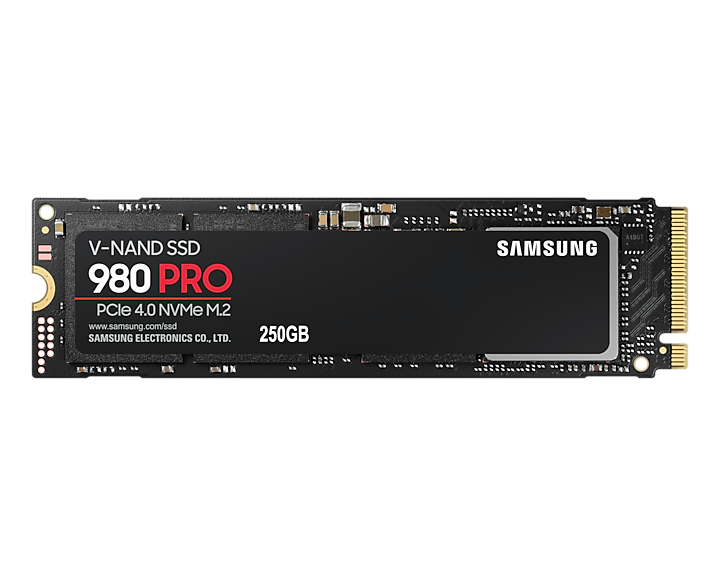 V-NAND SSD
SAMSUNG
980 PRO
PCIe 4.0 NVMe M.2
www.samsung.com/ssd
SAMSUNG ELECTRONICS CO., LTD.
250GB